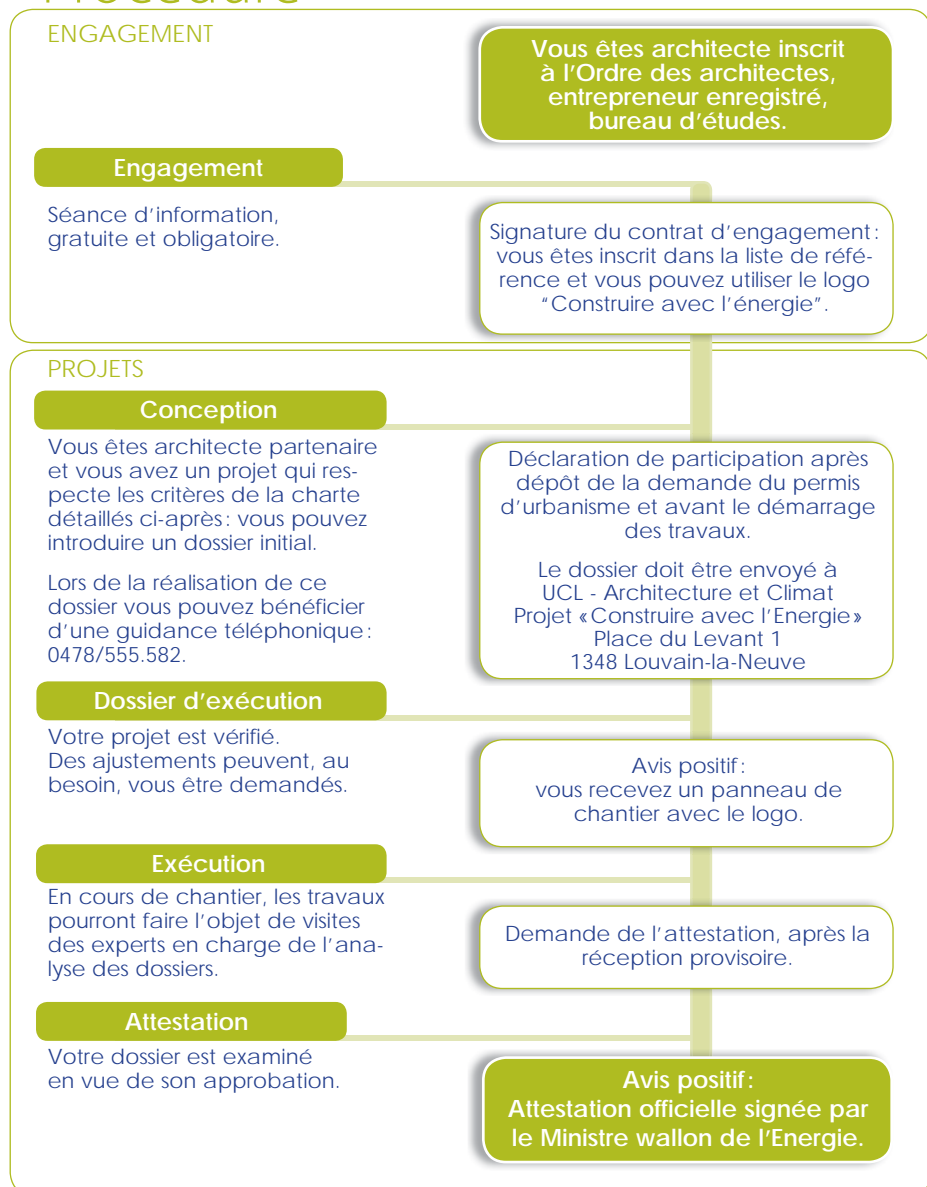 Procédure
ENGAGEMENT
Vous êtes architecte inscrit
à l'Ordre des architectes,
entrepreneur enregistré,
bureau d'études.
Engagement
Séance d'information,
gratuite et obligatoire.
Signature du contrat d'engagement :
vous êtes inscrit dans la liste de réfé-
rence et vous pouvez utiliser le logo
“Construire avec l'énergie”.
PROJETS
Conception
Vous êtes architecte partenaire
et vous avez un projet qui res-
pecte les critères de la charte
détaillés ci-après : vous pouvez
introduire un dossier initial.
Lors de la réalisation de ce
dossier vous pouvez bénéficier
d'une guidance téléphonique :
0478/555.582.
Déclaration de participation après
dépôt de la demande du permis
d'urbanisme et avant le démarrage
des travaux.
Le dossier doit être envoyé à
UCL - Architecture et Climat
Projet «Construire avec l'Energie»
Place du Levant 1
1348 Louvain-la-Neuve
Dossier d'exécution
Votre projet est vérifié.
Des ajustements peuvent, au
besoin, vous être demandés.
Avis positif :
vous recevez un panneau de
chantier avec le logo.
Exécution
En cours de chantier, les travaux
pourront faire l'objet de visites
des experts en charge de l'ana-
lyse des dossiers.
Demande de l'attestation, après la
réception provisoire.
Attestation
Votre dossier est examiné
en vue de son approbation.
Avis positif :
Attestation officielle signée par
le Ministre wallon de l'Energie.